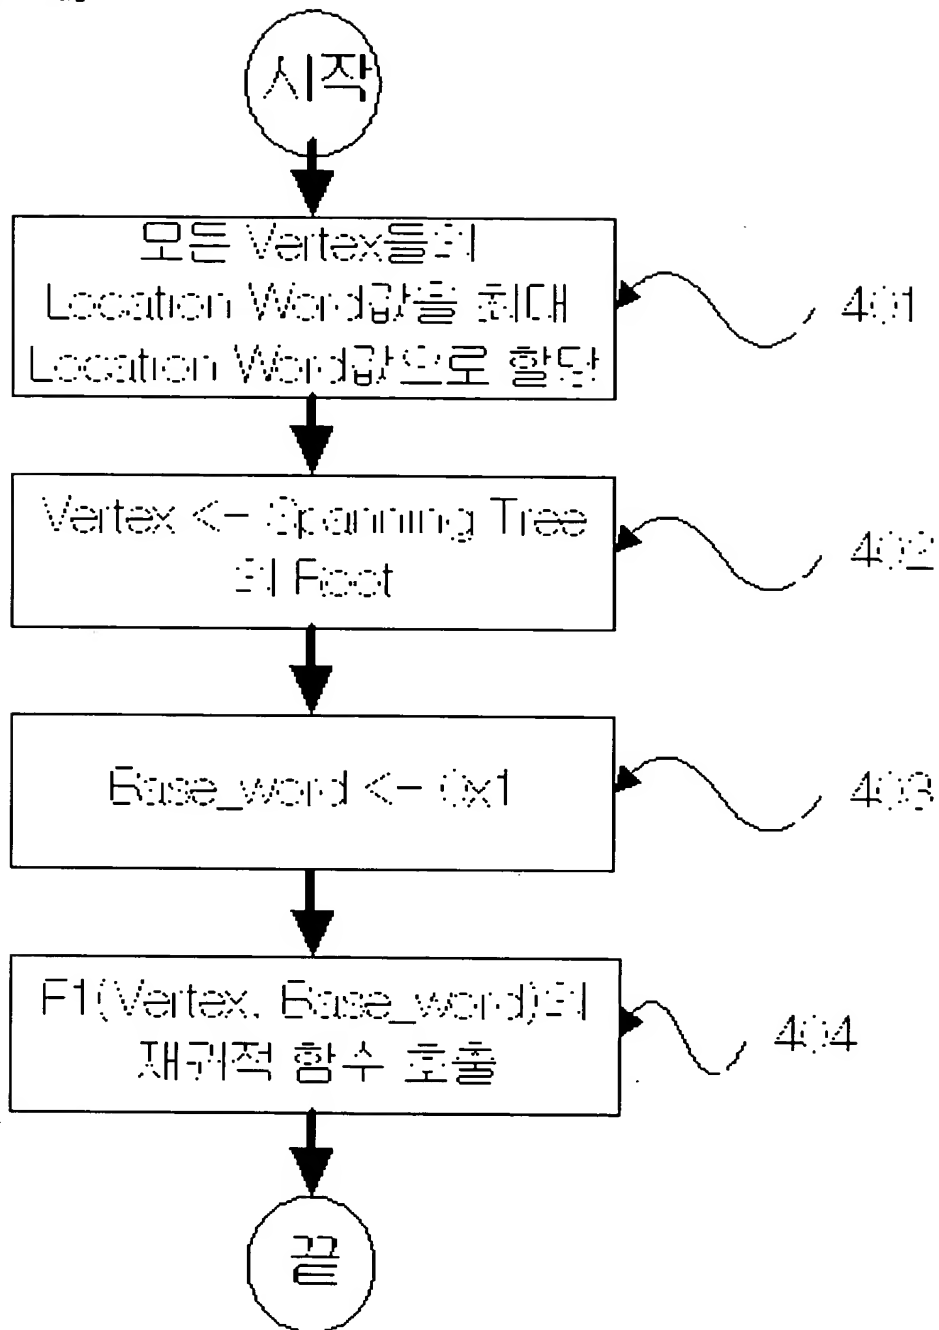 시작
모든 Vertex들의
Location Word값을 최대
Location Word값으로 할당
401
Vertex <- Spanning Tree
의 Root
402
Base_word <- 0x1
403
F1(Vertex, Base_word)의
재귀적 함수 호출
404
끝